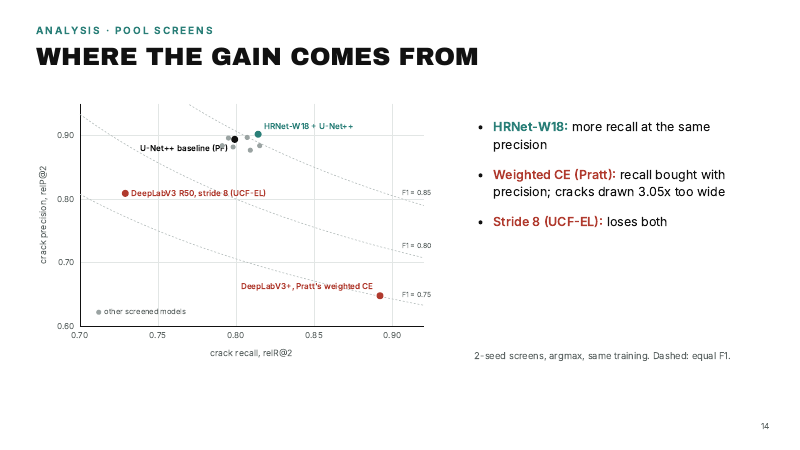 ANALYSIS · POOL SCREENS
WHERE THE GAIN COMES FROM
HRNet-W18 + U-Net++
U-Net++ baseline (PF)
DeepLabV3 R50, stride 8 (UCF-EL)
DeepLabV3+, Pratt's weighted CE
other screened models
F1 = 0.85
F1 = 0.80
F1 = 0.75
0.90
0.80
0.70
0.60
crack precision, relP@2
0.70 0.75 0.80 0.85 0.90
crack recall, relR@2
• HRNet-W18: more recall at the same
precision
• Weighted CE (Pratt): recall bought with
precision; cracks drawn 3.05x too wide
• Stride 8 (UCF-EL): loses both
2-seed screens, argmax, same training. Dashed: equal F1.
14